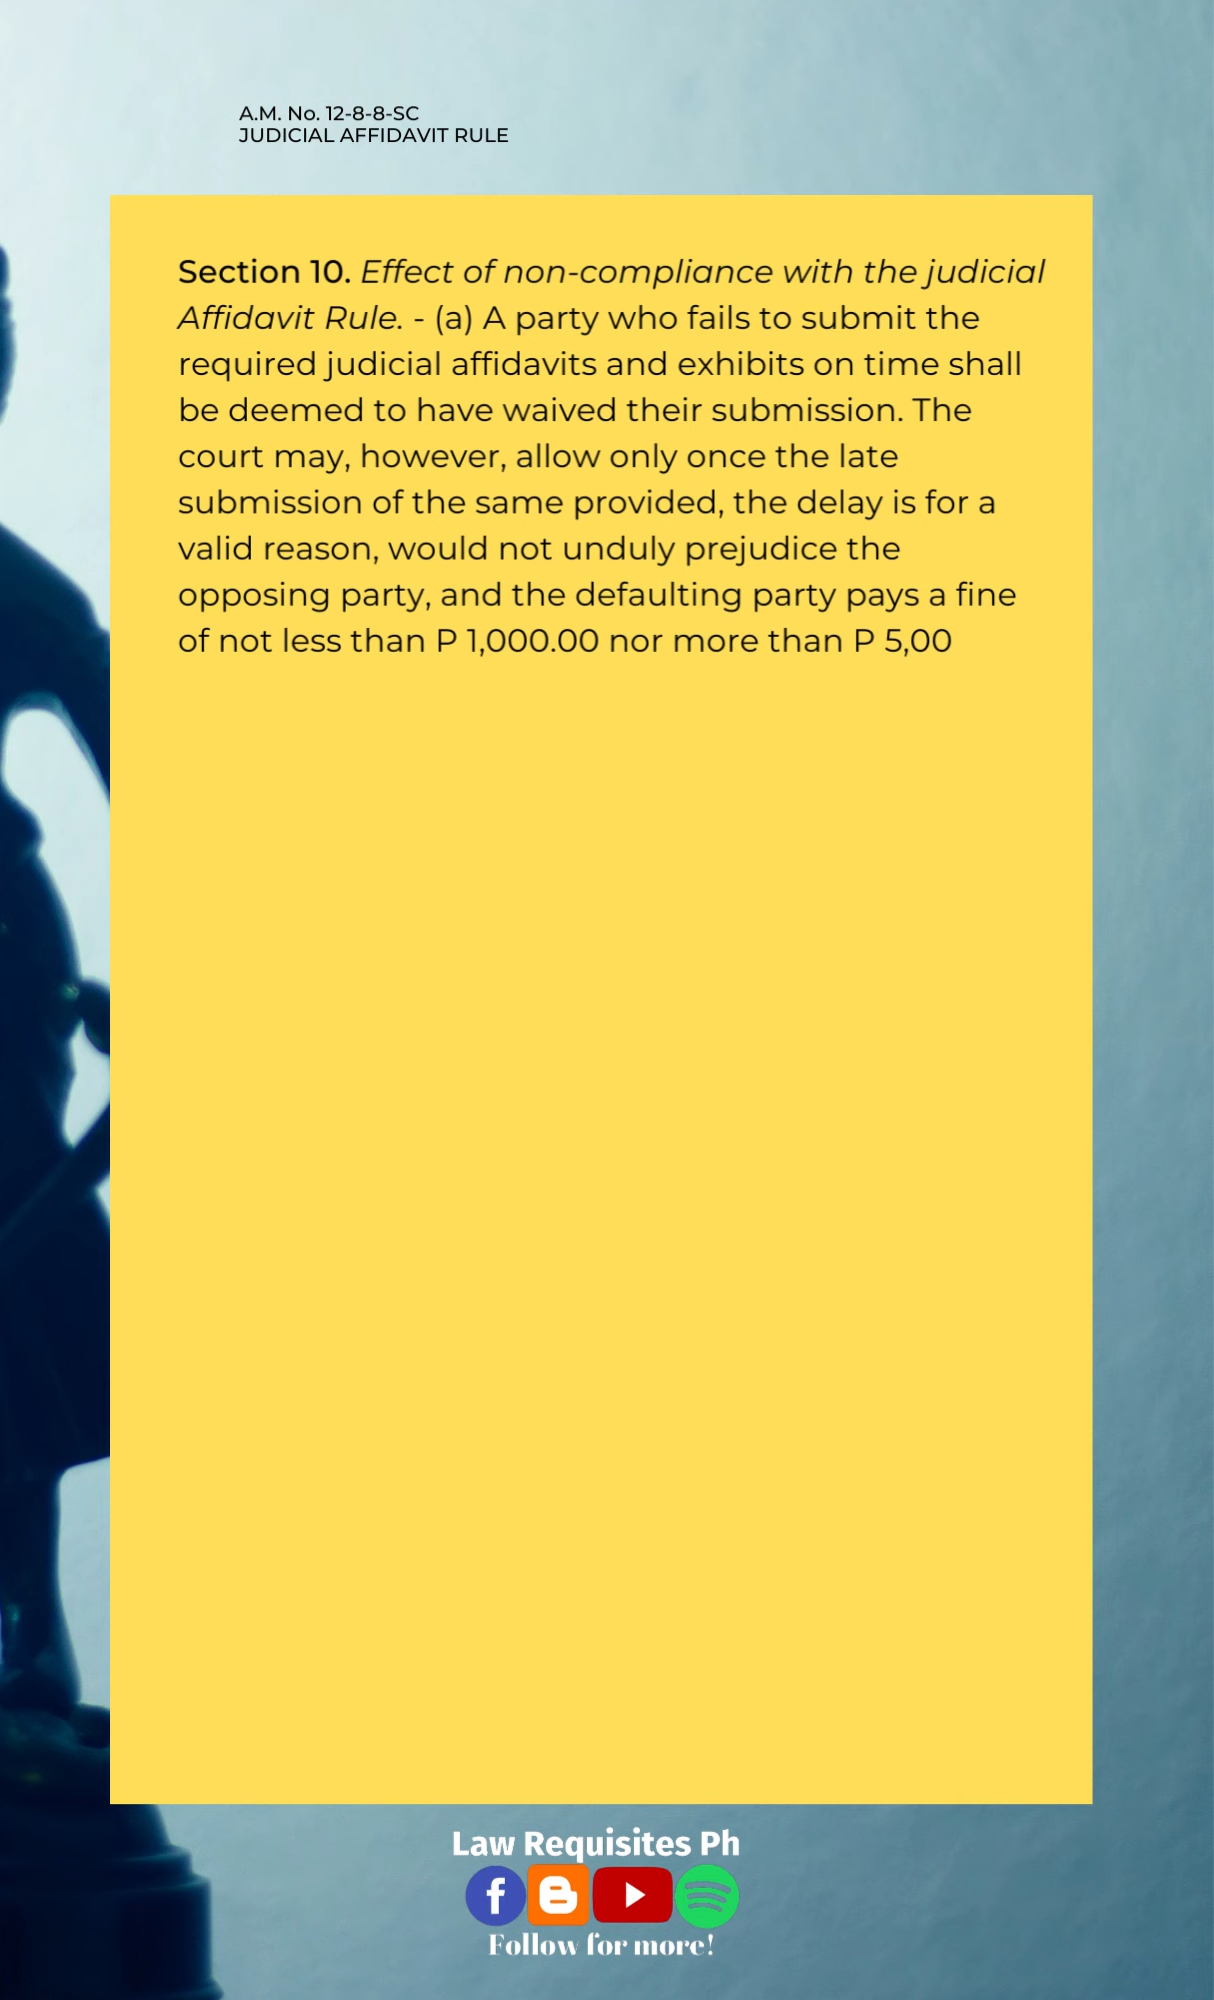 A.M. No. 12-8-8-SC
JUDICIAL AFFIDAVIT RULE
Section 10. Effect of non-compliance with the judicial
Affidavit Rule. - (a) A party who fails to submit the
required judicial affidavits and exhibits on time shall
be deemed to have waived their submission. The
court may, however, allow only once the late
submission of the same provided, the delay is for a
valid reason, would not unduly prejudice the
opposing party, and the defaulting party pays a fine
of not less than P 1,000.00 nor more than P 5,00
Law Requisites Ph
Follow for more!